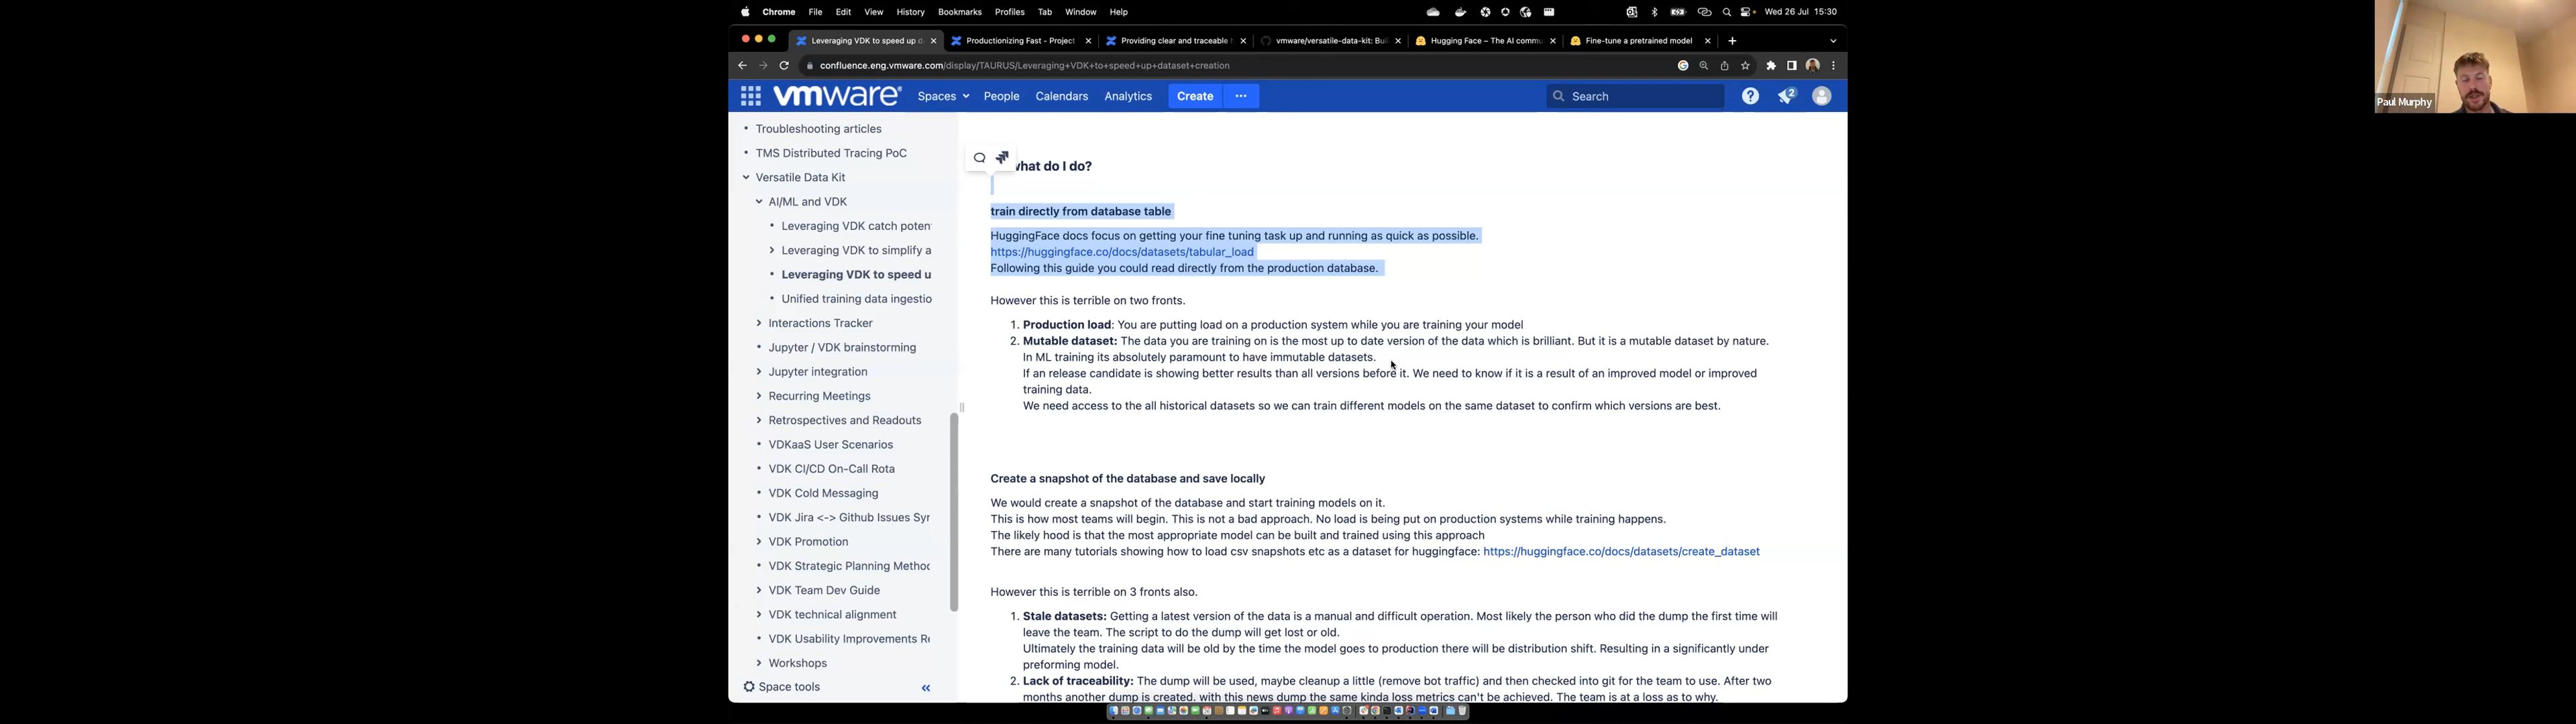 Chrome File Edit View History Bookmarks Profiles Tab Window Help Wed 26 Jul 15:30
Leveraging VDK to speed up d
Productionizing Fast - Project
Providing clear and traceable
vmware/versatile-data-kit: Bui
Hugging Face – The AI commu
Fine-tune a pretrained model
confluence.eng.vmware.com/display/TAURUS/Leveraging+VDK+to+speed+up+dataset+creation
vmware Spaces People Calendars Analytics Create ... Search 2
Troubleshooting articles
TMS Distributed Tracing PoC
Versatile Data Kit
AI/ML and VDK
Leveraging VDK catch poten
Leveraging VDK to simplify a
Leveraging VDK to speed u
Unified training data ingestio
Interactions Tracker
Jupyter / VDK brainstorming
Jupyter integration
Recurring Meetings
Retrospectives and Readouts
VDKaaS User Scenarios
VDK CI/CD On-Call Rota
VDK Cold Messaging
VDK Jira <-> Github Issues Syn
VDK Promotion
VDK Strategic Planning Method
VDK Team Dev Guide
VDK technical alignment
VDK Usability Improvements Re
Workshops
Space tools
what do I do?
train directly from database table
HuggingFace docs focus on getting your fine tuning task up and running as quick as possible.
https://huggingface.co/docs/datasets/tabular_load
Following this guide you could read directly from the production database.
However this is terrible on two fronts.
1. Production load: You are putting load on a production system while you are training your model
2. Mutable dataset: The data you are training on is the most up to date version of the data which is brilliant. But it is a mutable dataset by nature.
In ML training its absolutely paramount to have immutable datasets.
If an release candidate is showing better results than all versions before it. We need to know if it is a result of an improved model or improved
training data.
We need access to the all historical datasets so we can train different models on the same dataset to confirm which versions are best.
Create a snapshot of the database and save locally
We would create a snapshot of the database and start training models on it.
This is how most teams will begin. This is not a bad approach. No load is being put on production systems while training happens.
The likely hood is that the most appropriate model can be built and trained using this approach
There are many tutorials showing how to load csv snapshots etc as a dataset for huggingface: https://huggingface.co/docs/datasets/create_dataset
However this is terrible on 3 fronts also.
1. Stale datasets: Getting a latest version of the data is a manual and difficult operation. Most likely the person who did the dump the first time will
leave the team. The script to do the dump will get lost or old.
Ultimately the training data will be old by the time the model goes to production there will be distribution shift. Resulting in a significantly under
preforming model.
2. Lack of traceability: The dump will be used, maybe cleanup a little (remove bot traffic) and then checked into git for the team to use. After two
months another dump is created, with this news dump the same kinda loss metrics can't be achieved. The team is at a loss as to why.
Paul Murphy